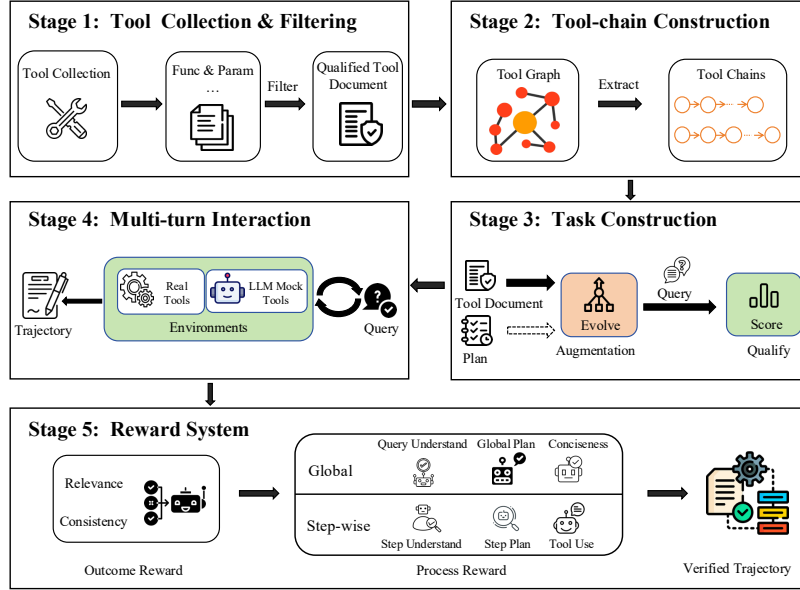 Stage 1: Tool Collection & Filtering
Tool Collection
Func & Param
...
Filter
Qualified Tool
Document
Stage 2: Tool-chain Construction
Tool Graph
Extract
Tool Chains
Stage 4: Multi-turn Interaction
Trajectory
Real
Tools
LLM Mock
Tools
Environments
Query
Stage 3: Task Construction
Tool Document
Plan
Evolve
Augmentation
Query
Score
Qualify
Stage 5: Reward System
Relevance
Consistency
Outcome Reward
Query Understand
Global Plan
Conciseness
Global
Step-wise
Step Understand
Step Plan
Tool Use
Process Reward
Verified Trajectory